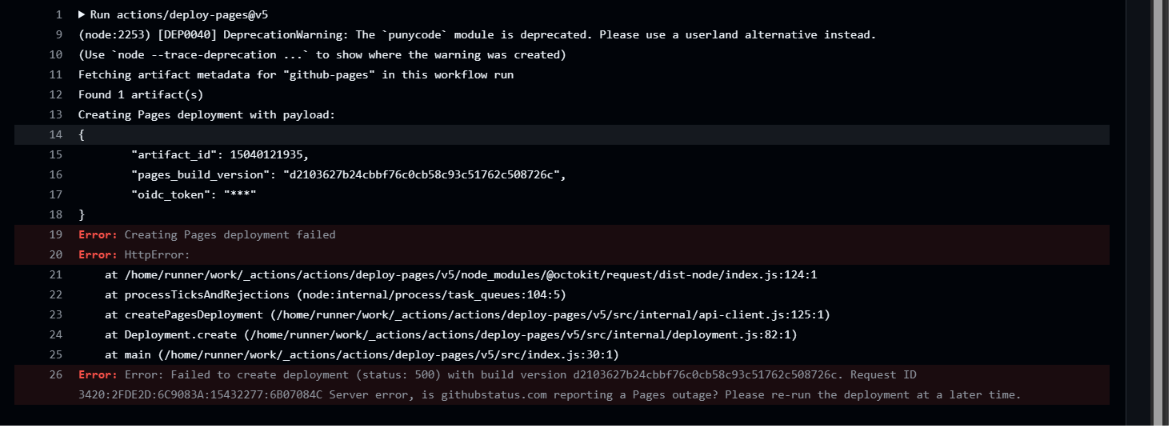 1 ▶ Run actions/deploy-pages@v5
9 (node:2253) [DEP0040] DeprecationWarning: The `punycode` module is deprecated. Please use a userland alternative instead.
10 (Use `node --trace-deprecation ...` to show where the warning was created)
11 Fetching artifact metadata for "github-pages" in this workflow run
12 Found 1 artifact(s)
13 Creating Pages deployment with payload:
14 {
15 "artifact_id": 15040121935,
16 "pages_build_version": "d2103627b24cbbf76c0cb58c93c51762c508726c",
17 "oidc_token": "***"
18 }
19 Error: Creating Pages deployment failed
20 Error: HttpError:
21 at /home/runner/work/_actions/actions/deploy-pages/v5/node_modules/@octokit/request/dist-node/index.js:124:1
22 at processTicksAndRejections (node:internal/process/task_queues:104:5)
23 at createPagesDeployment (/home/runner/work/_actions/actions/deploy-pages/v5/src/internal/api-client.js:125:1)
24 at Deployment.create (/home/runner/work/_actions/actions/deploy-pages/v5/src/internal/deployment.js:82:1)
25 at main (/home/runner/work/_actions/actions/deploy-pages/v5/src/index.js:30:1)
26 Error: Error: Failed to create deployment (status: 500) with build version d2103627b24cbbf76c0cb58c93c51762c508726c. Request ID
3420:2FDE2D:6C9083A:15432277:6B07084C Server error, is githubstatus.com reporting a Pages outage? Please re-run the deployment at a later time.